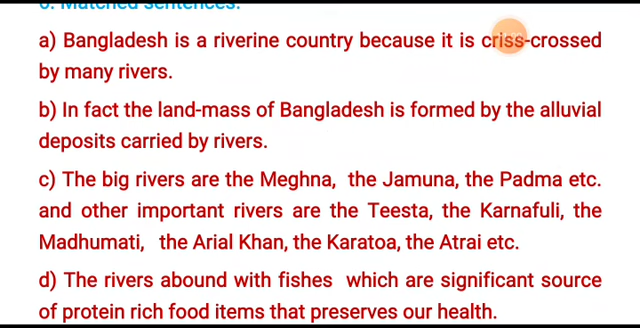 6. Matched sentences:
a) Bangladesh is a riverine country because it is criss-crossed
by many rivers.
b) In fact the land-mass of Bangladesh is formed by the alluvial
deposits carried by rivers.
c) The big rivers are the Meghna, the Jamuna, the Padma etc.
and other important rivers are the Teesta, the Karnafuli, the
Madhumati, the Arial Khan, the Karatoa, the Atrai etc.
d) The rivers abound with fishes which are significant source
of protein rich food items that preserves our health.